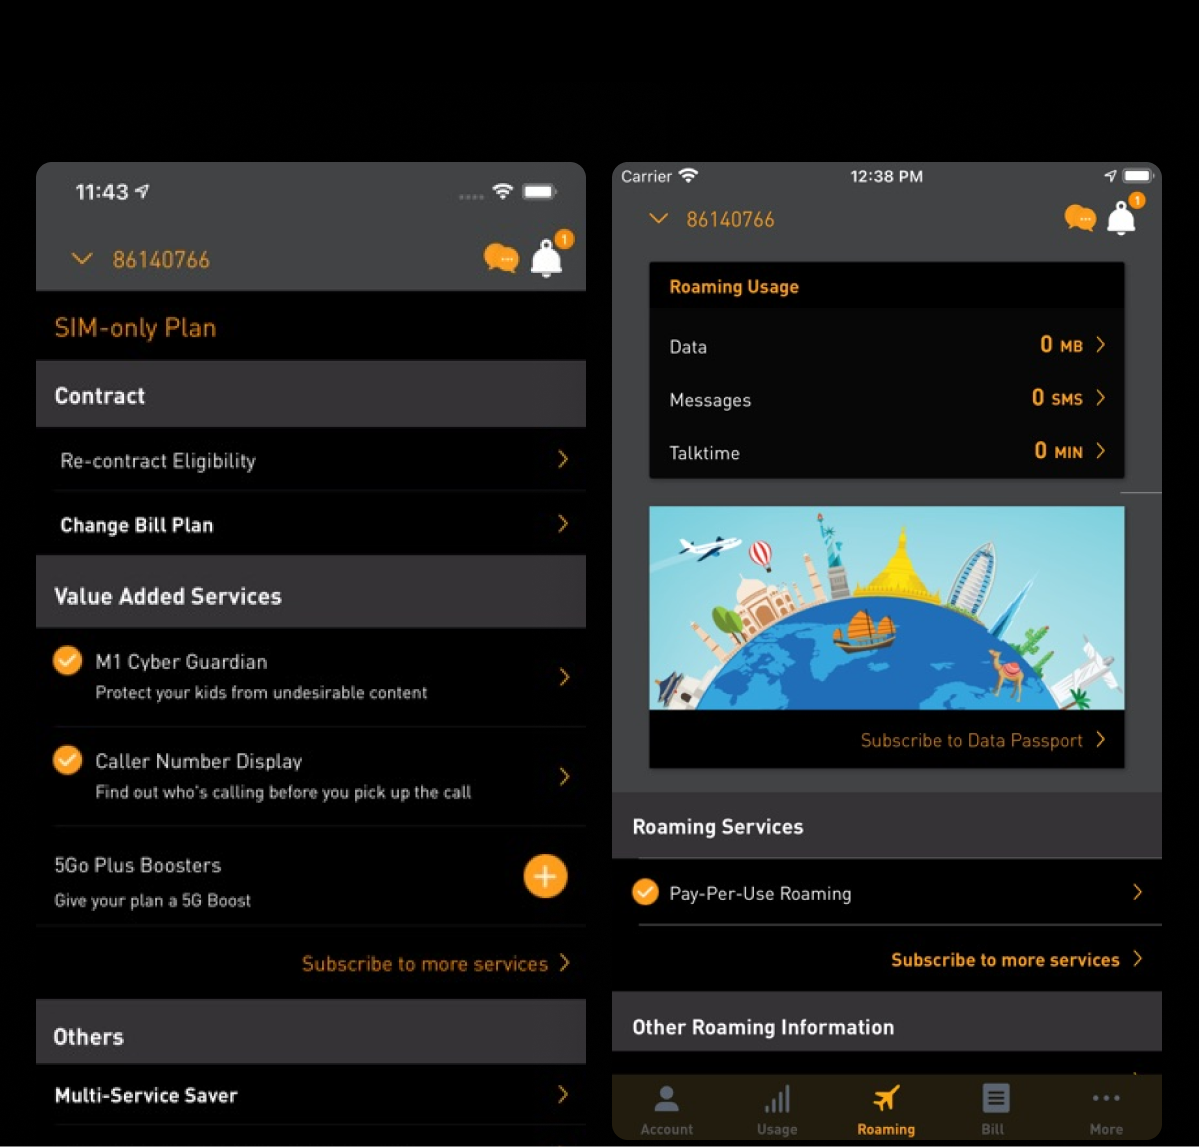 11:43
86140766
1
SIM-only Plan
Contract
Re-contract Eligibility
Change Bill Plan
Value Added Services
M1 Cyber Guardian
Protect your kids from undesirable content
Caller Number Display
Find out who's calling before you pick up the call
5Go Plus Boosters
Give your plan a 5G Boost
Subscribe to more services
Others
Multi-Service Saver
Carrier
12:38 PM
86140766
1
Roaming Usage
Data 0 MB
Messages 0 SMS
Talktime 0 MIN
Subscribe to Data Passport
Roaming Services
Pay-Per-Use Roaming
Subscribe to more services
Other Roaming Information
Account Usage Roaming Bill More